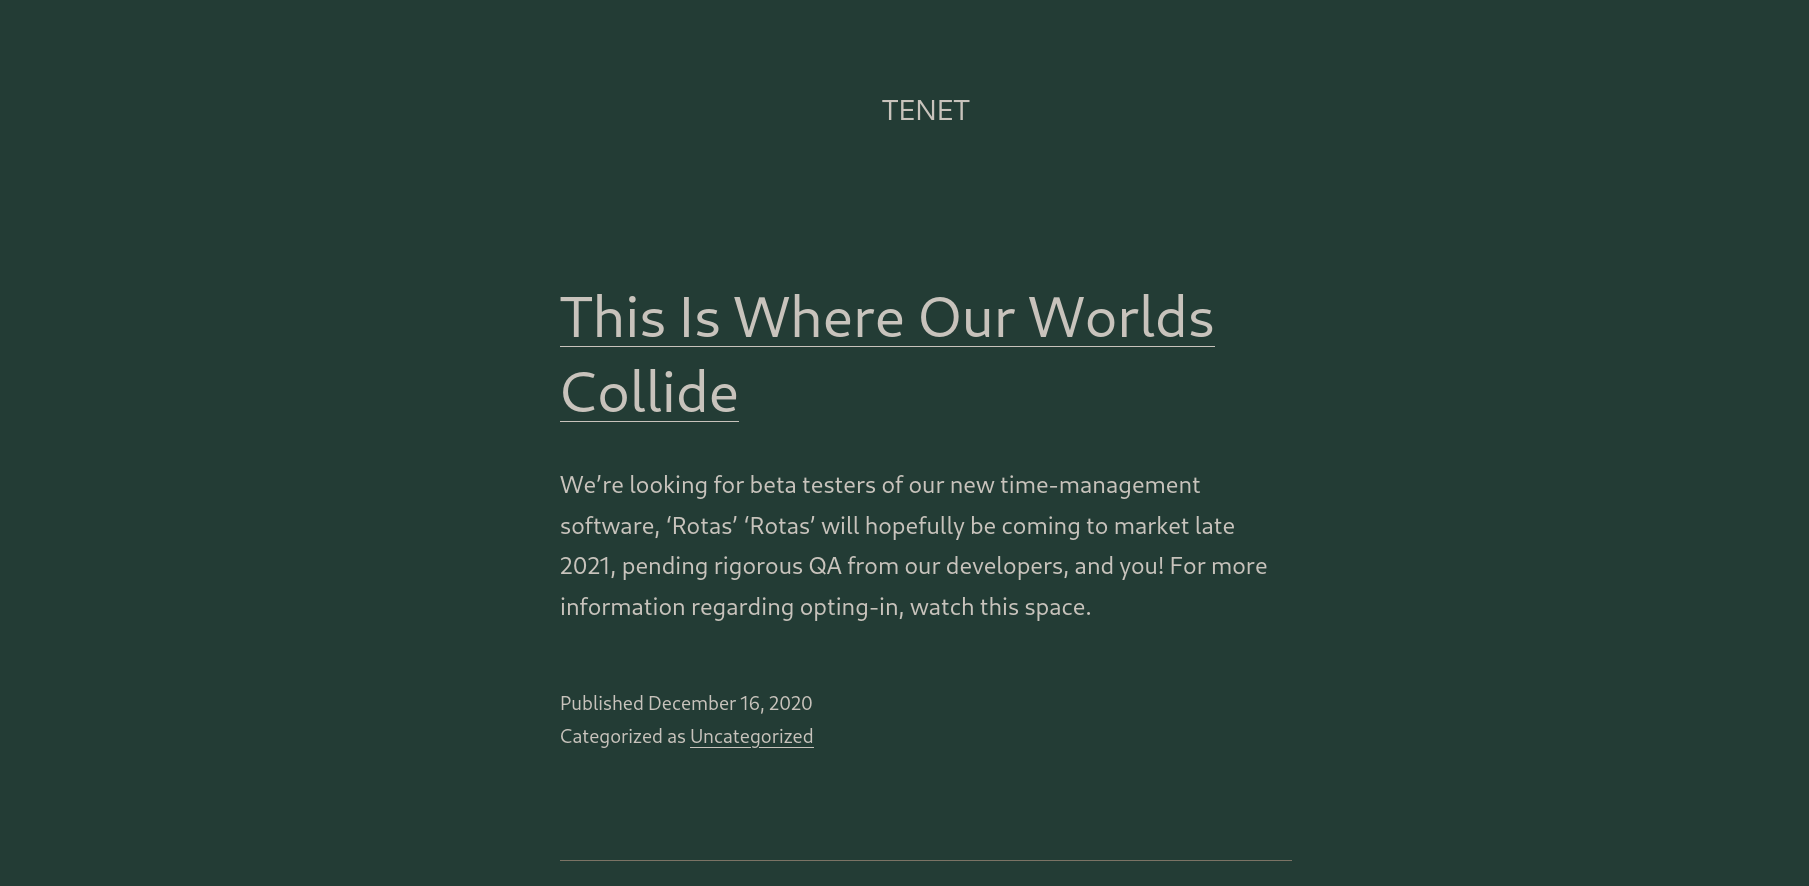 TENET
This Is Where Our Worlds
Collide
We’re looking for beta testers of our new time-management
software, ‘Rotas’ ‘Rotas’ will hopefully be coming to market late
2021, pending rigorous QA from our developers, and you! For more
information regarding opting-in, watch this space.
Published December 16, 2020
Categorized as Uncategorized